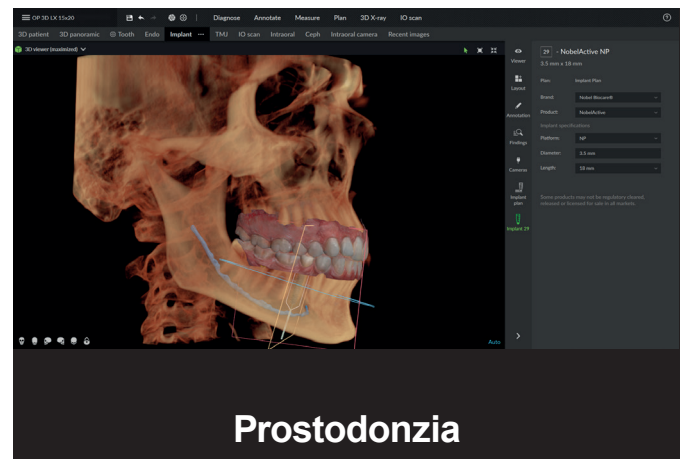 OP 3D LX 15x20
Diagnose Annotate Measure Plan 3D X-ray IO scan
3D patient 3D panoramic Tooth Endo Implant ··· TMJ IO scan Intraoral Ceph Intraoral camera Recent images
3D viewer (maximized)
Viewer
Layout
Annotation
Findings
Cameras
Implant
plan
Implant 29
29 - NobelActive NP
3.5 mm x 18 mm
Plan: Implant Plan
Brand: Nobel Biocare®
Product: NobelActive
Implant specifications
Platform: NP
Diameter: 3.5 mm
Length: 18 mm
Some products may not be regulatory cleared,
released or licensed for sale in all markets.
Auto
Prostodonzia